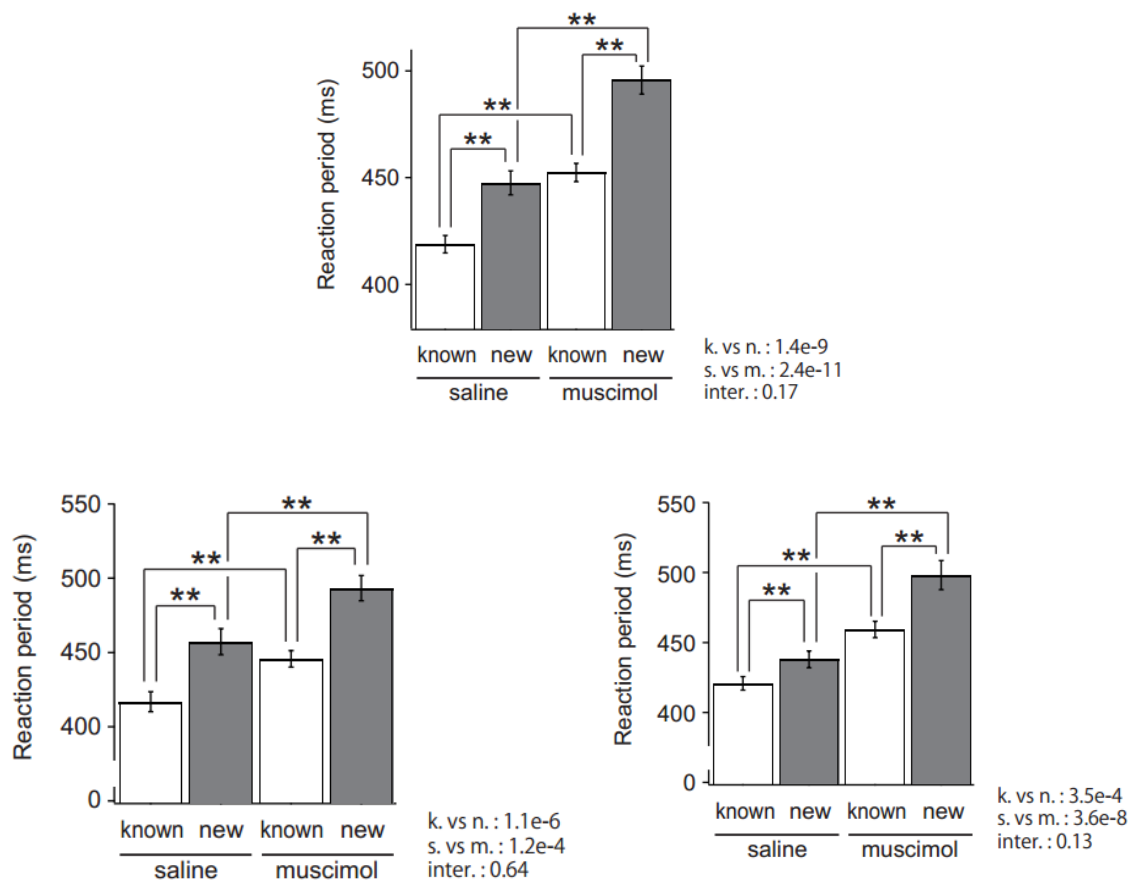 **
**
500
**
**
450
400
Reaction period (ms)
known new known new
saline muscimol
k. vs n. : 1.4e-9
s. vs m. : 2.4e-11
inter. : 0.17
550
**
500
**
**
**
450
400
0
Reaction period (ms)
known new known new
saline muscimol
k. vs n. : 1.1e-6
s. vs m. : 1.2e-4
inter. : 0.64
550
**
500
**
**
**
450
400
0
Reaction period (ms)
known new known new
saline muscimol
k. vs n. : 3.5e-4
s. vs m. : 3.6e-8
inter. : 0.13